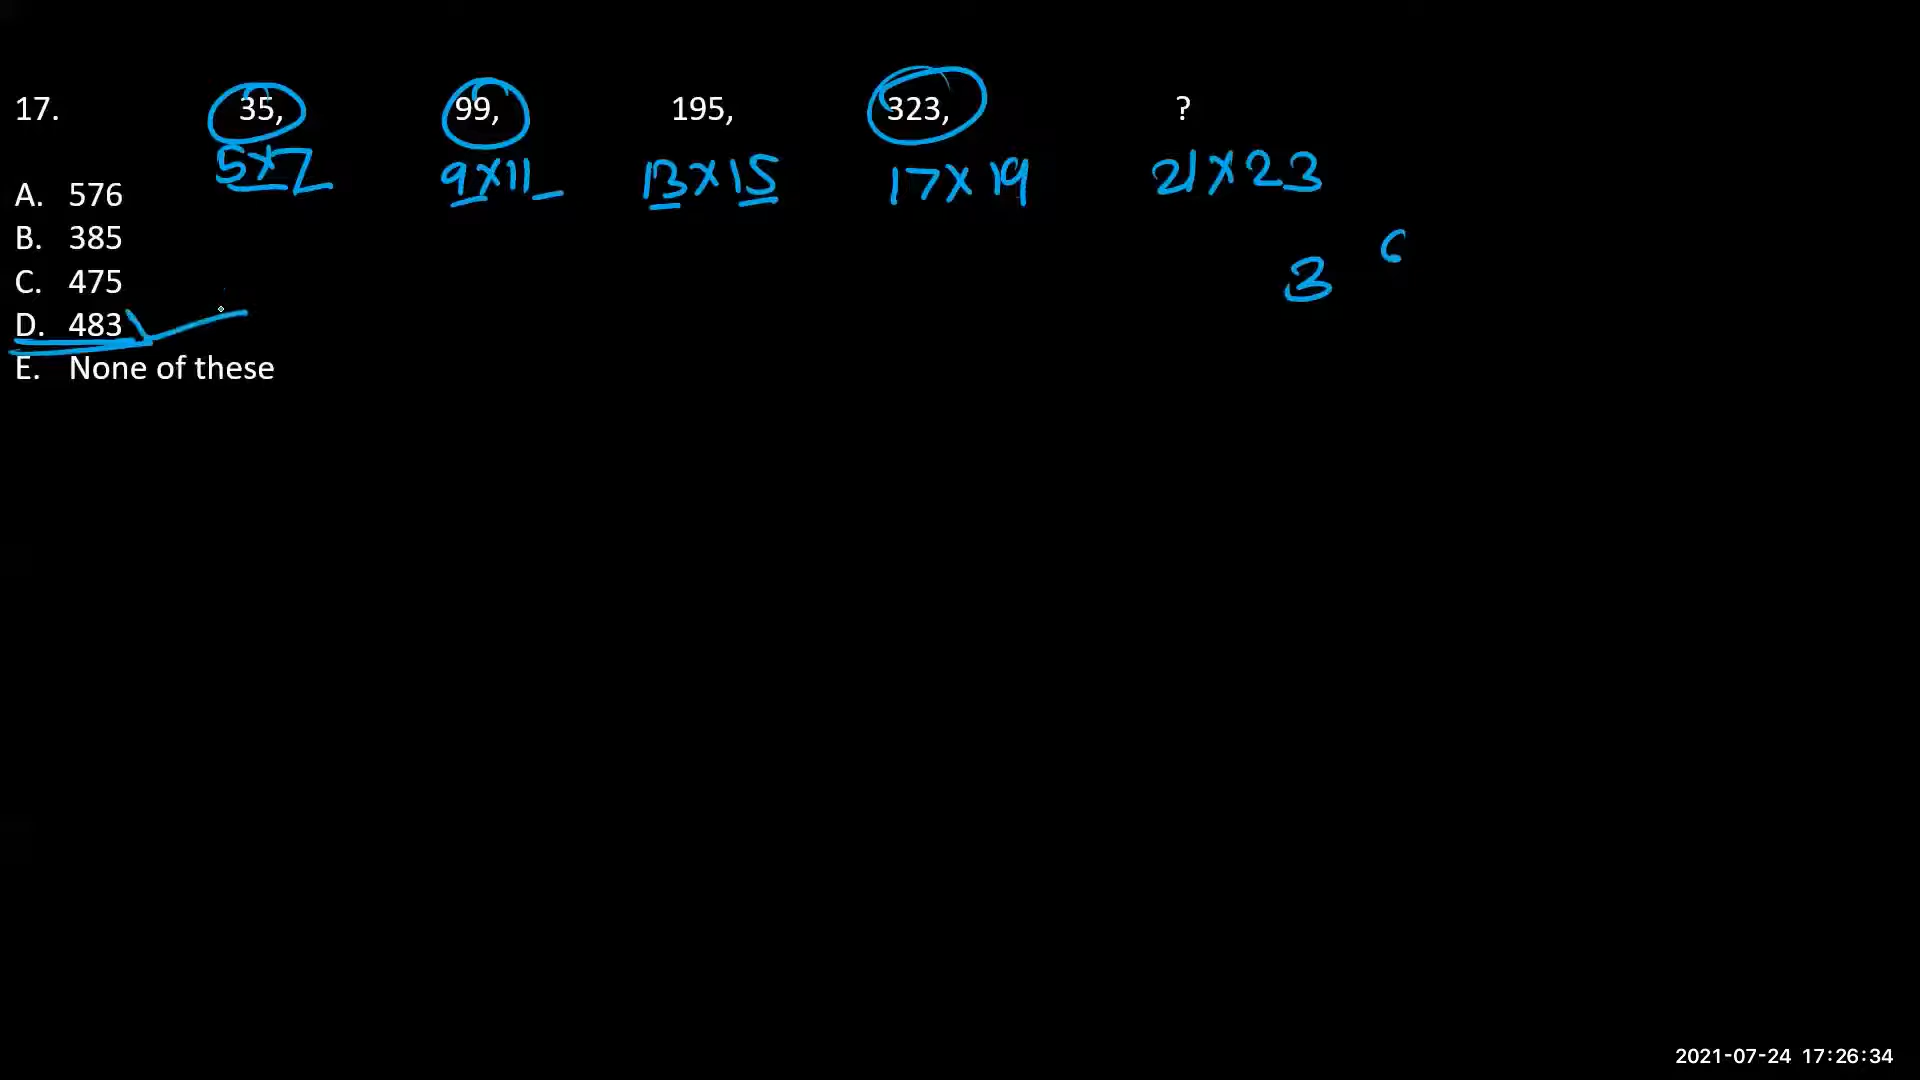 17. 35, 99, 195, 323, ?
5×7 9×11 13×15 17×19 21×23
A. 576
B. 385
3
C. 475
D. 483
E. None of these
2021-07-24 17:26:34